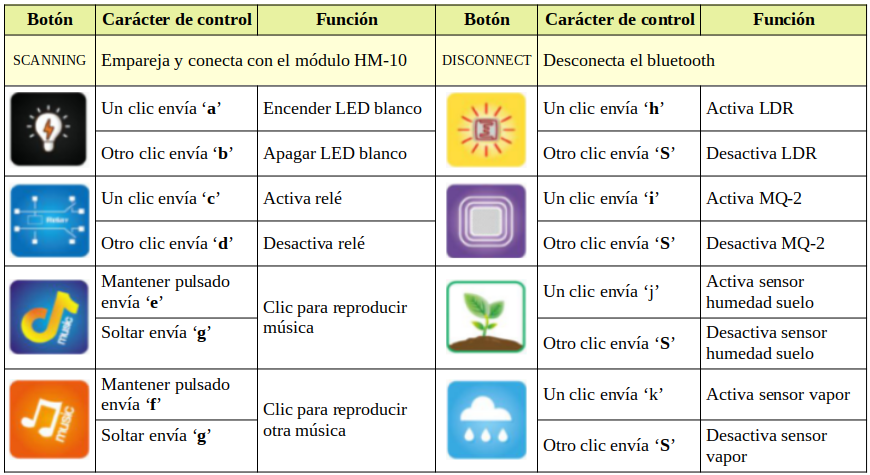 Botón Carácter de control Función Botón Carácter de control Función
SCANNING Empareja y conecta con el módulo HM-10 DISCONNECT Desconecta el bluetooth
Un clic envía ‘a’ Encender LED blanco Un clic envía ‘h’ Activa LDR
Otro clic envía ‘b’ Apagar LED blanco Otro clic envía ‘S’ Desactiva LDR
Un clic envía ‘c’ Activa relé Un clic envía ‘i’ Activa MQ-2
Otro clic envía ‘d’ Desactiva relé Otro clic envía ‘S’ Desactiva MQ-2
music
Mantener pulsado
envía ‘e’
Soltar envía ‘g’
Clic para reproducir
música
Un clic envía ‘j’
Activa sensor
humedad suelo
Otro clic envía ‘S’
Desactiva sensor
humedad suelo
music
Mantener pulsado
envía ‘f’
Soltar envía ‘g’
Clic para reproducir
otra música
Un clic envía ‘k’
Activa sensor vapor
Otro clic envía ‘S’
Desactiva sensor
vapor